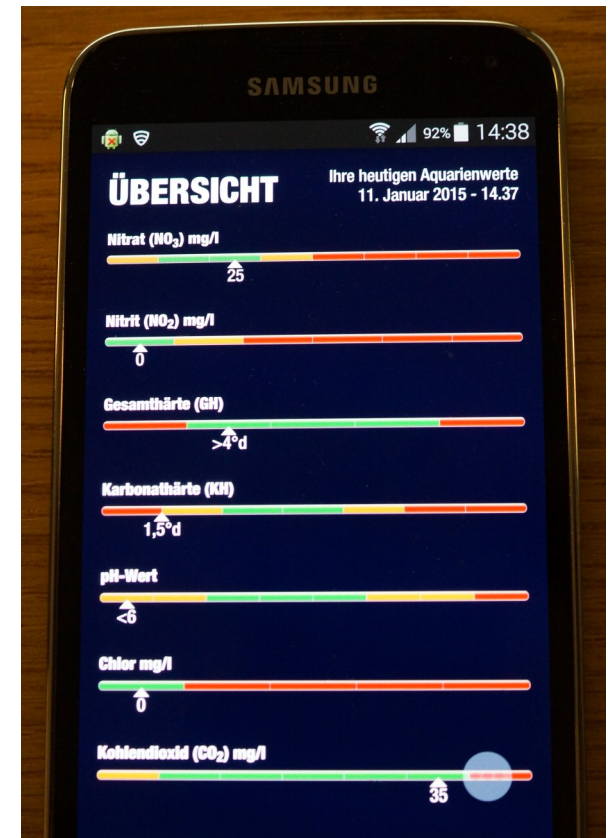 SAMSUNG
92% 14:38
ÜBERSICHT
Ihre heutigen Aquarienwerte
11. Januar 2015 - 14.37
Nitrat (NO₃) mg/l
25
Nitrit (NO₂) mg/l
0
Gesamthärte (GH)
>4°d
Karbonathärte (KH)
1,5°d
pH-Wert
<6
Chlor mg/l
0
Kohlendioxid (CO₂) mg/l
35